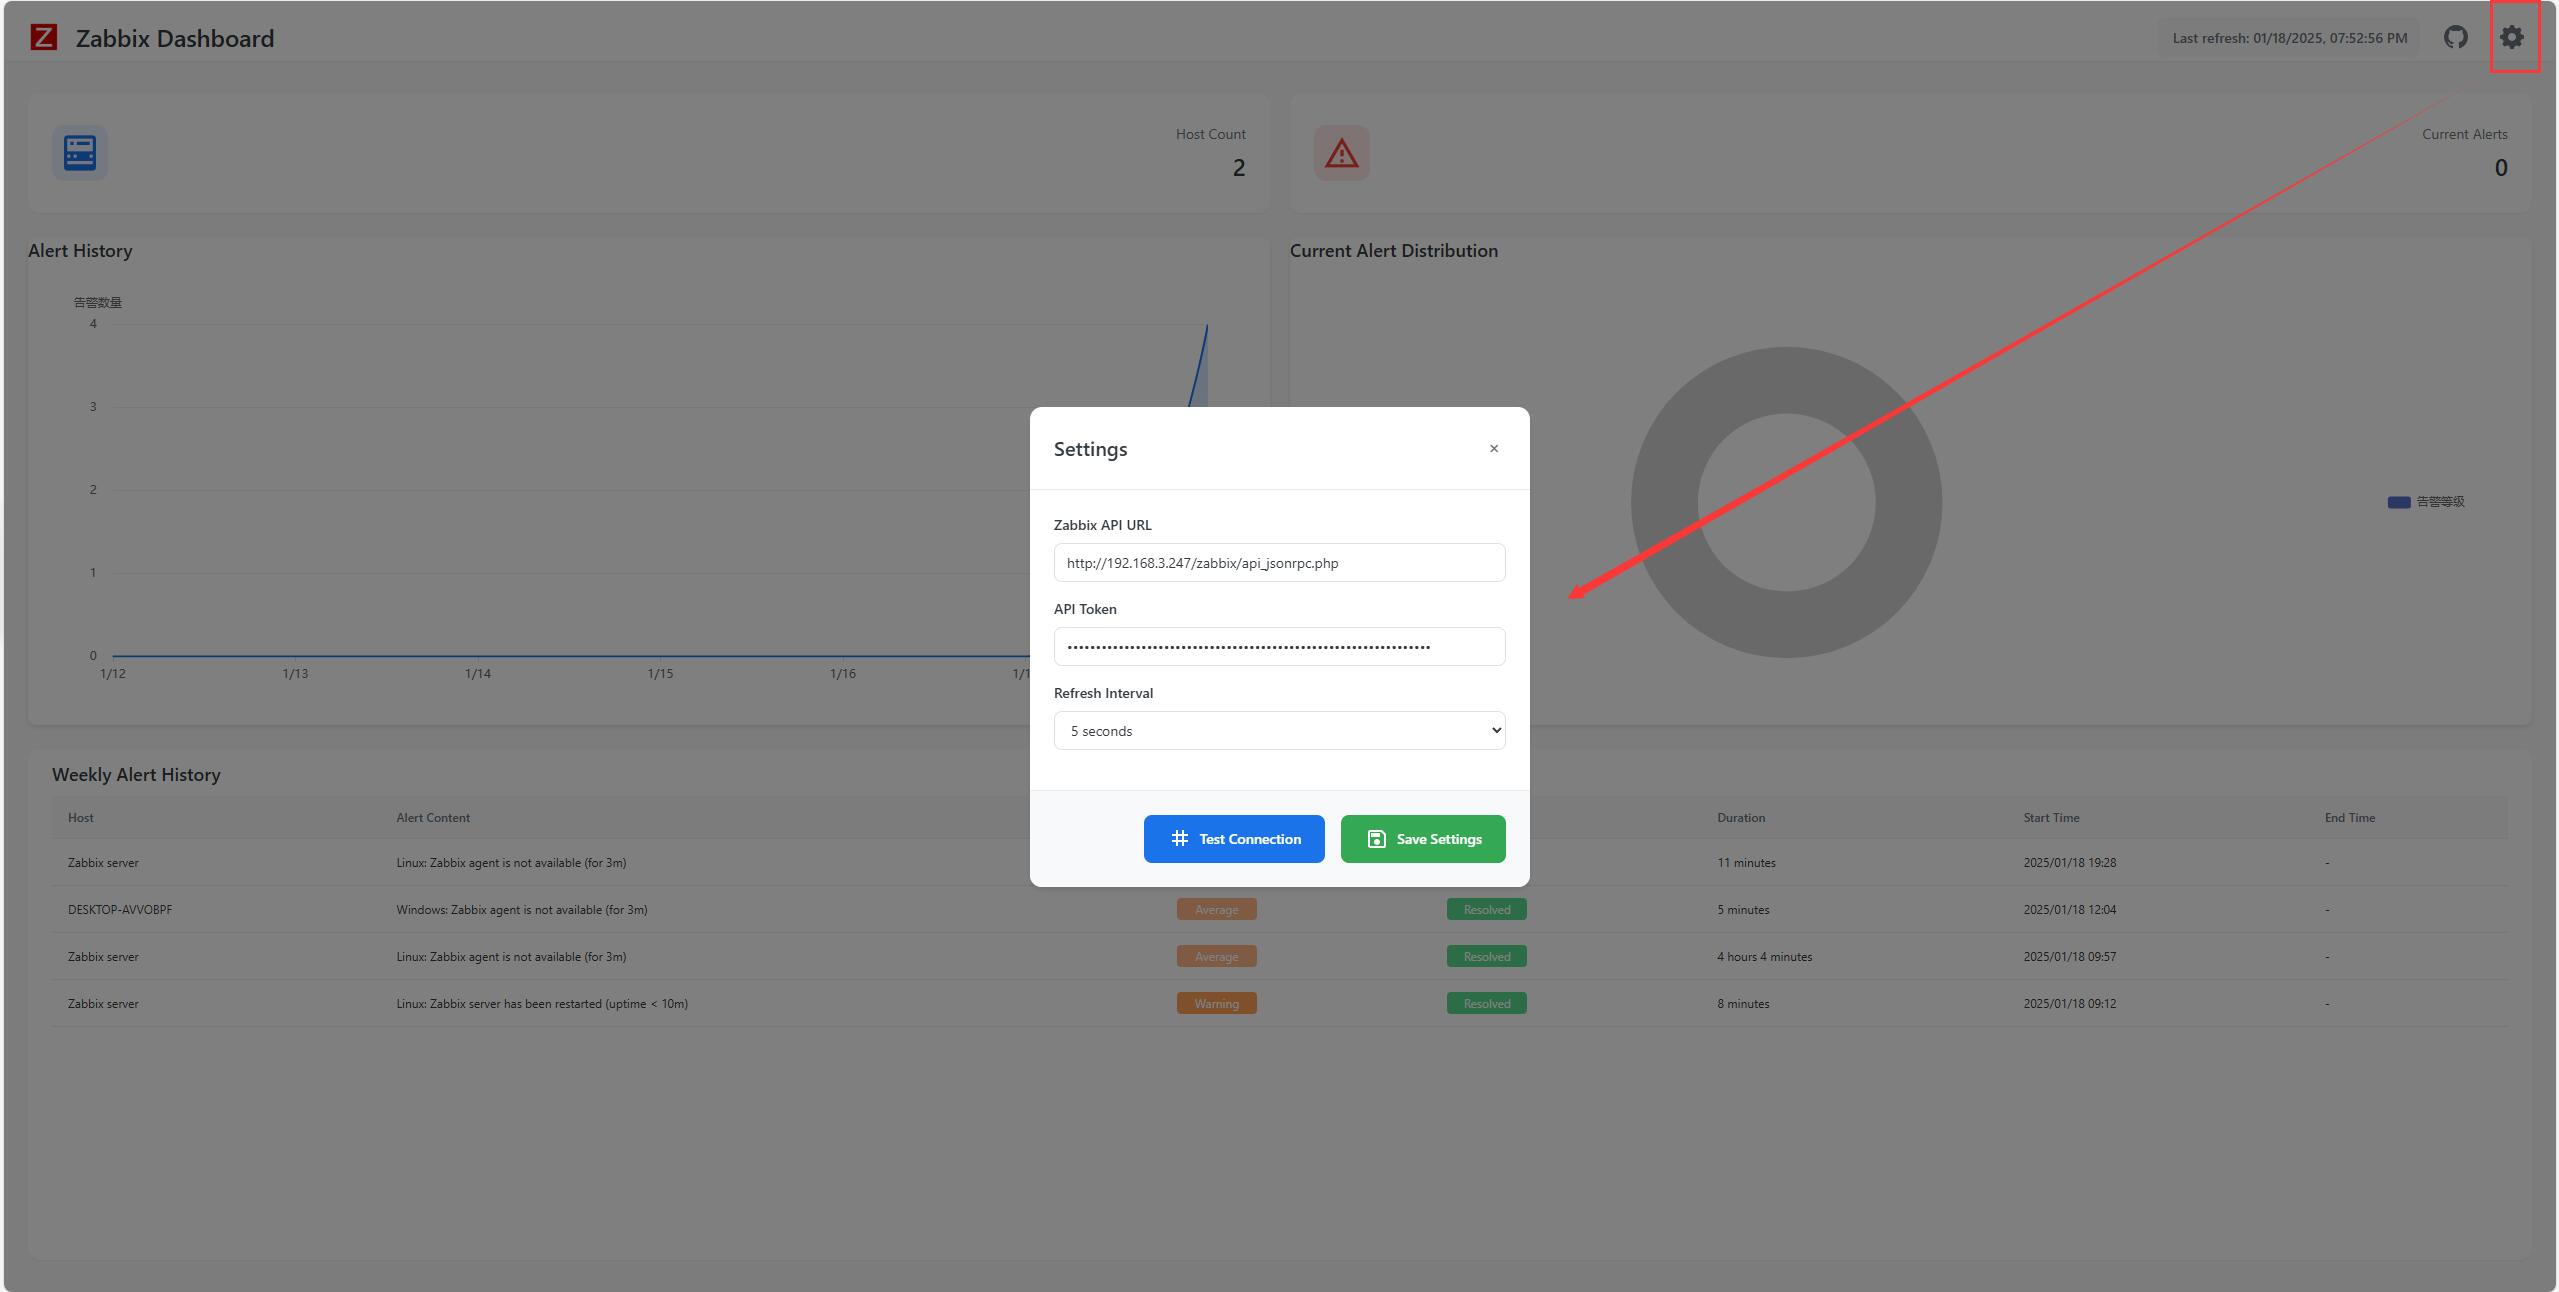 Z Zabbix Dashboard
Last refresh: 01/18/2025, 07:52:56 PM
Host Count
2
Current Alerts
0
Alert History
告警数量
4
3
2
1
0
1/12 1/13 1/14 1/15 1/16
Current Alert Distribution
告警等级
Settings ×
Zabbix API URL
http://192.168.3.247/zabbix/api_jsonrpc.php
API Token
Refresh Interval
5 seconds
Test Connection Save Settings
Weekly Alert History
Host Alert Content Duration Start Time End Time
Zabbix server Linux: Zabbix agent is not available (for 3m) 11 minutes 2025/01/18 19:28 -
DESKTOP-AVVOBPF Windows: Zabbix agent is not available (for 3m) Average Resolved 5 minutes 2025/01/18 12:04 -
Zabbix server Linux: Zabbix agent is not available (for 3m) Average Resolved 4 hours 4 minutes 2025/01/18 09:57 -
Zabbix server Linux: Zabbix server has been restarted (uptime < 10m) Warning Resolved 8 minutes 2025/01/18 09:12 -